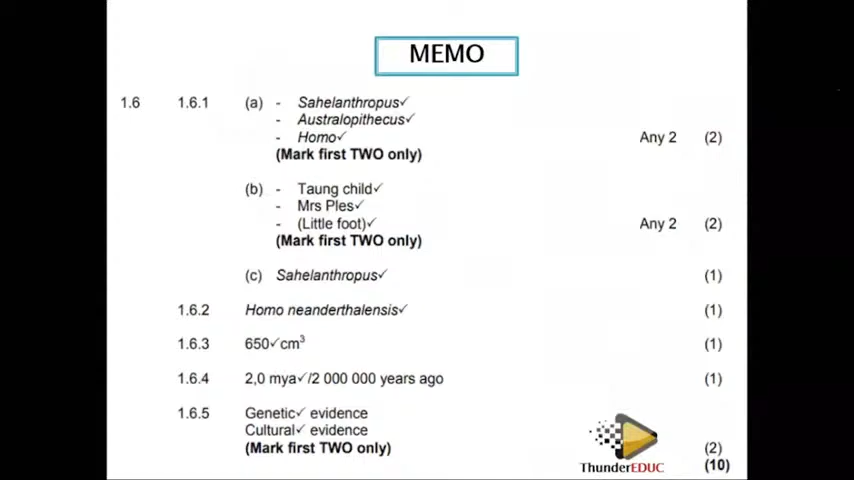 MEMO
1.6 1.6.1 (a) - Sahelanthropus✓
- Australopithecus✓
- Homo✓ Any 2 (2)
(Mark first TWO only)
(b) - Taung child✓
- Mrs Ples✓
- (Little foot)✓ Any 2 (2)
(Mark first TWO only)
(c) Sahelanthropus✓ (1)
1.6.2 Homo neanderthalensis✓ (1)
1.6.3 650✓cm³ (1)
1.6.4 2,0 mya✓/2 000 000 years ago (1)
1.6.5 Genetic✓ evidence
Cultural✓ evidence
(Mark first TWO only) (2)
(10)
ThunderEDUC